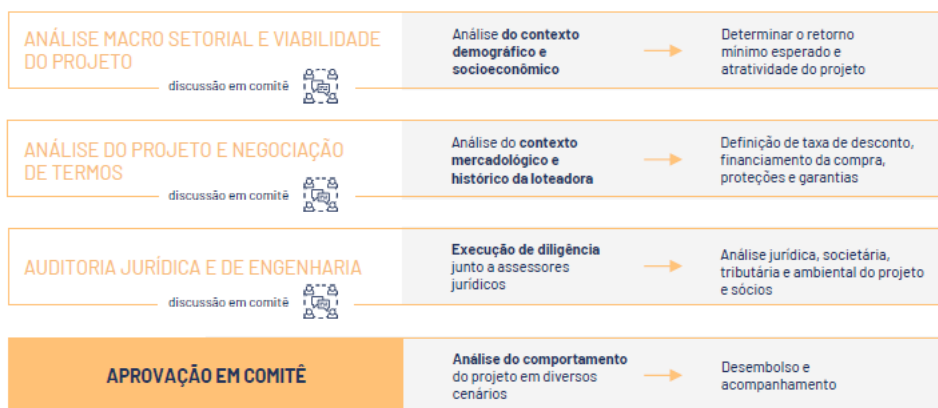 ANÁLISE MACRO SETORIAL E VIABILIDADE
DO PROJETO
discussão em comitê
Análise do contexto
demográfico e
socioeconômico
Determinar o retorno
mínimo esperado e
atratividade do projeto
ANÁLISE DO PROJETO E NEGOCIAÇÃO
DE TERMOS
discussão em comitê
Análise do contexto
mercadológico e
histórico da loteadora
Definição de taxa de desconto,
financiamento da compra,
proteções e garantias
AUDITORIA JURÍDICA E DE ENGENHARIA
discussão em comitê
Execução de diligência
junto a assessores
jurídicos
Análise jurídica, societária,
tributária e ambiental do projeto
e sócios
APROVAÇÃO EM COMITÊ
Análise do comportamento
do projeto em diversos
cenários
Desembolso e
acompanhamento